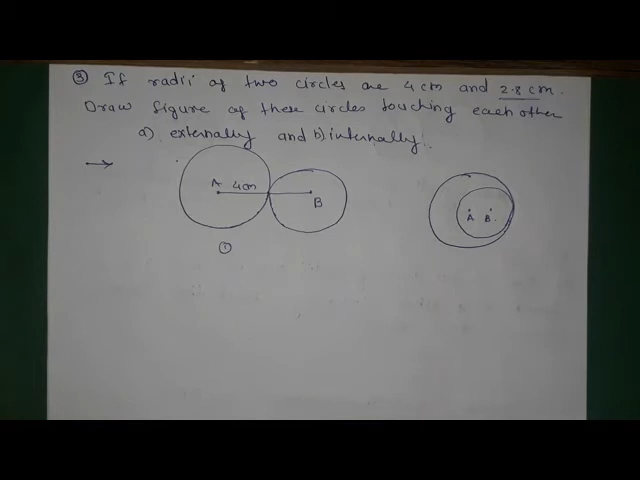 ③ If radii of two circles are 4 cm and 2.8 cm.
Draw figure of these circles touching each other
a) externally and b) internally.
→
A 4cm B
A B
①